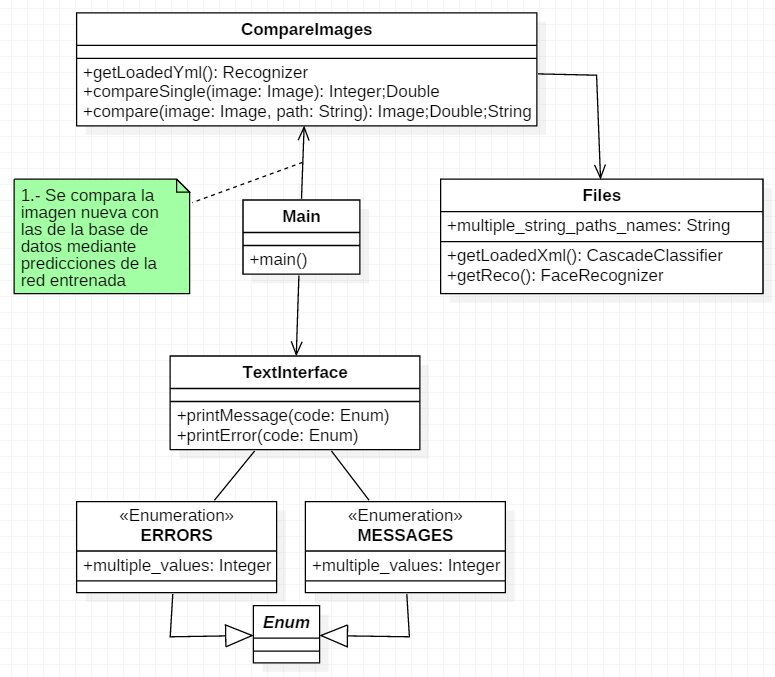 CompareImages
+getLoadedYml(): Recognizer
+compareSingle(image: Image): Integer;Double
+compare(image: Image, path: String): Image;Double;String
1.- Se compara la
imagen nueva con
las de la base de
datos mediante
predicciones de la
red entrenada
Main
+main()
Files
+multiple_string_paths_names: String
+getLoadedXml(): CascadeClassifier
+getReco(): FaceRecognizer
TextInterface
+printMessage(code: Enum)
+printError(code: Enum)
«Enumeration»
ERRORS
+multiple_values: Integer
«Enumeration»
MESSAGES
+multiple_values: Integer
Enum